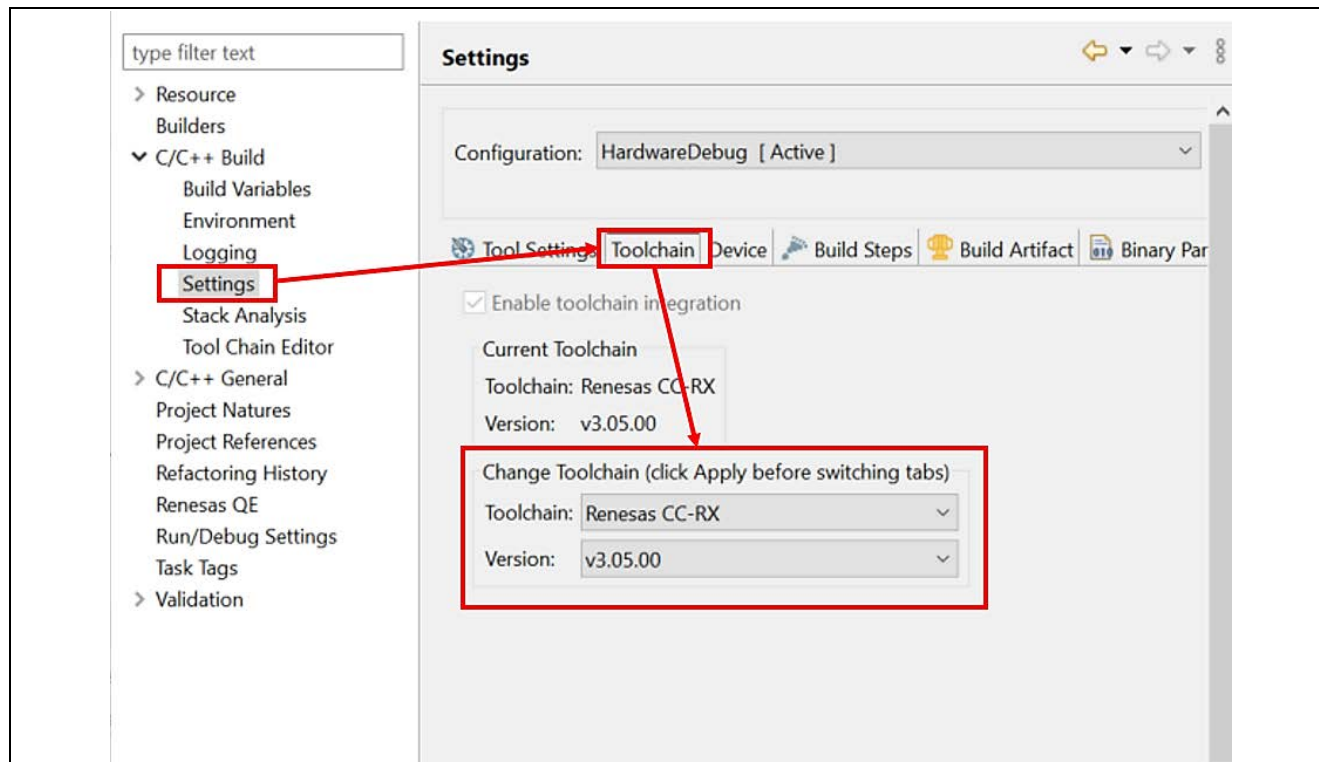 type filter text
Resource
Builders
C/C++ Build
Build Variables
Environment
Logging
Settings
Stack Analysis
Tool Chain Editor
C/C++ General
Project Natures
Project References
Refactoring History
Renesas QE
Run/Debug Settings
Task Tags
Validation
Settings
Configuration: HardwareDebug [ Active ]
Tool Settings Toolchain Device Build Steps Build Artifact Binary Par
Enable toolchain integration
Current Toolchain
Toolchain: Renesas CC-RX
Version: v3.05.00
Change Toolchain (click Apply before switching tabs)
Toolchain: Renesas CC-RX
Version: v3.05.00